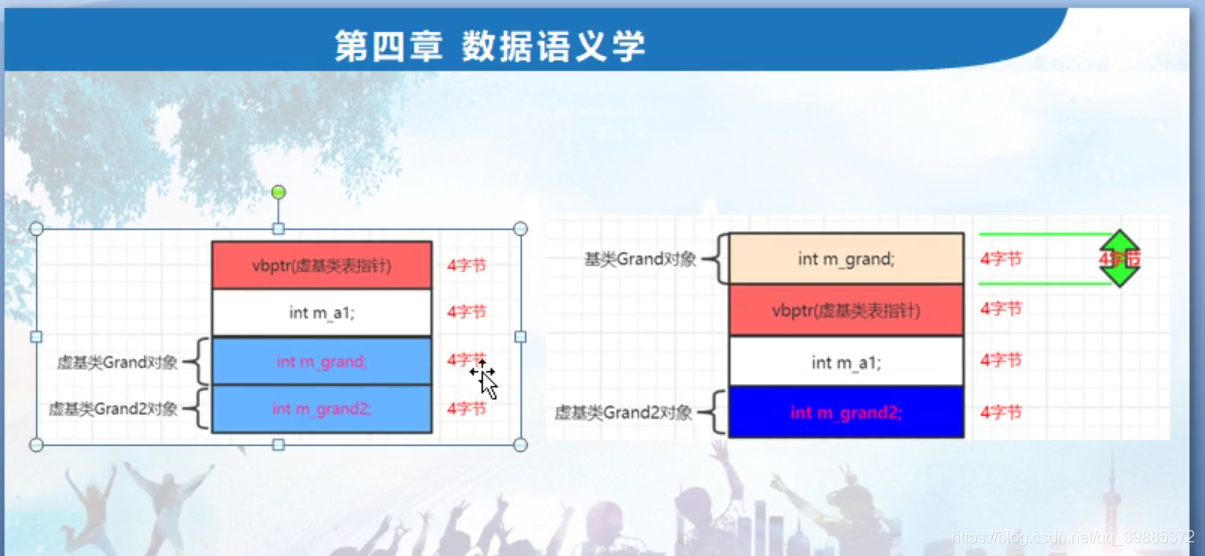 第四章 数据语义学
vbptr(虚基类表指针)
4字节
int m_a1;
4字节
虚基类Grand对象
int m_grand;
4字节
虚基类Grand2对象
int m_grand2;
4字节
基类Grand对象
int m_grand;
4字节
4字节
vbptr(虚基类表指针)
4字节
int m_a1;
4字节
虚基类Grand2对象
int m_grand2;
4字节
https://blog.csdn.net/qq_39885372